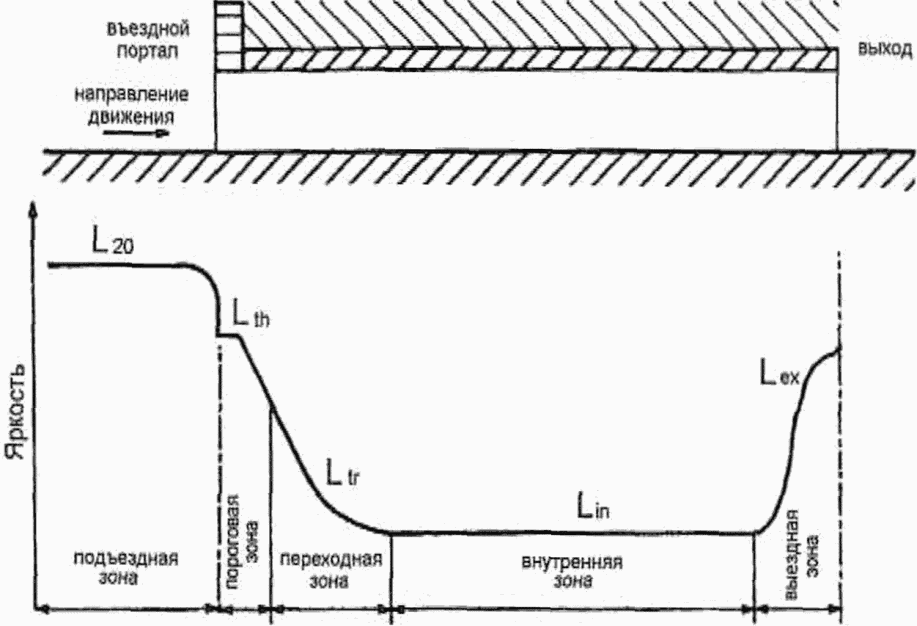 въездной
портал
выход
направление
движения
L20
Lth
Lex
Ltr
Lin
Яркость
подъездная
зона
пороговая
зона
переходная
зона
внутренняя
зона
выездная
зона